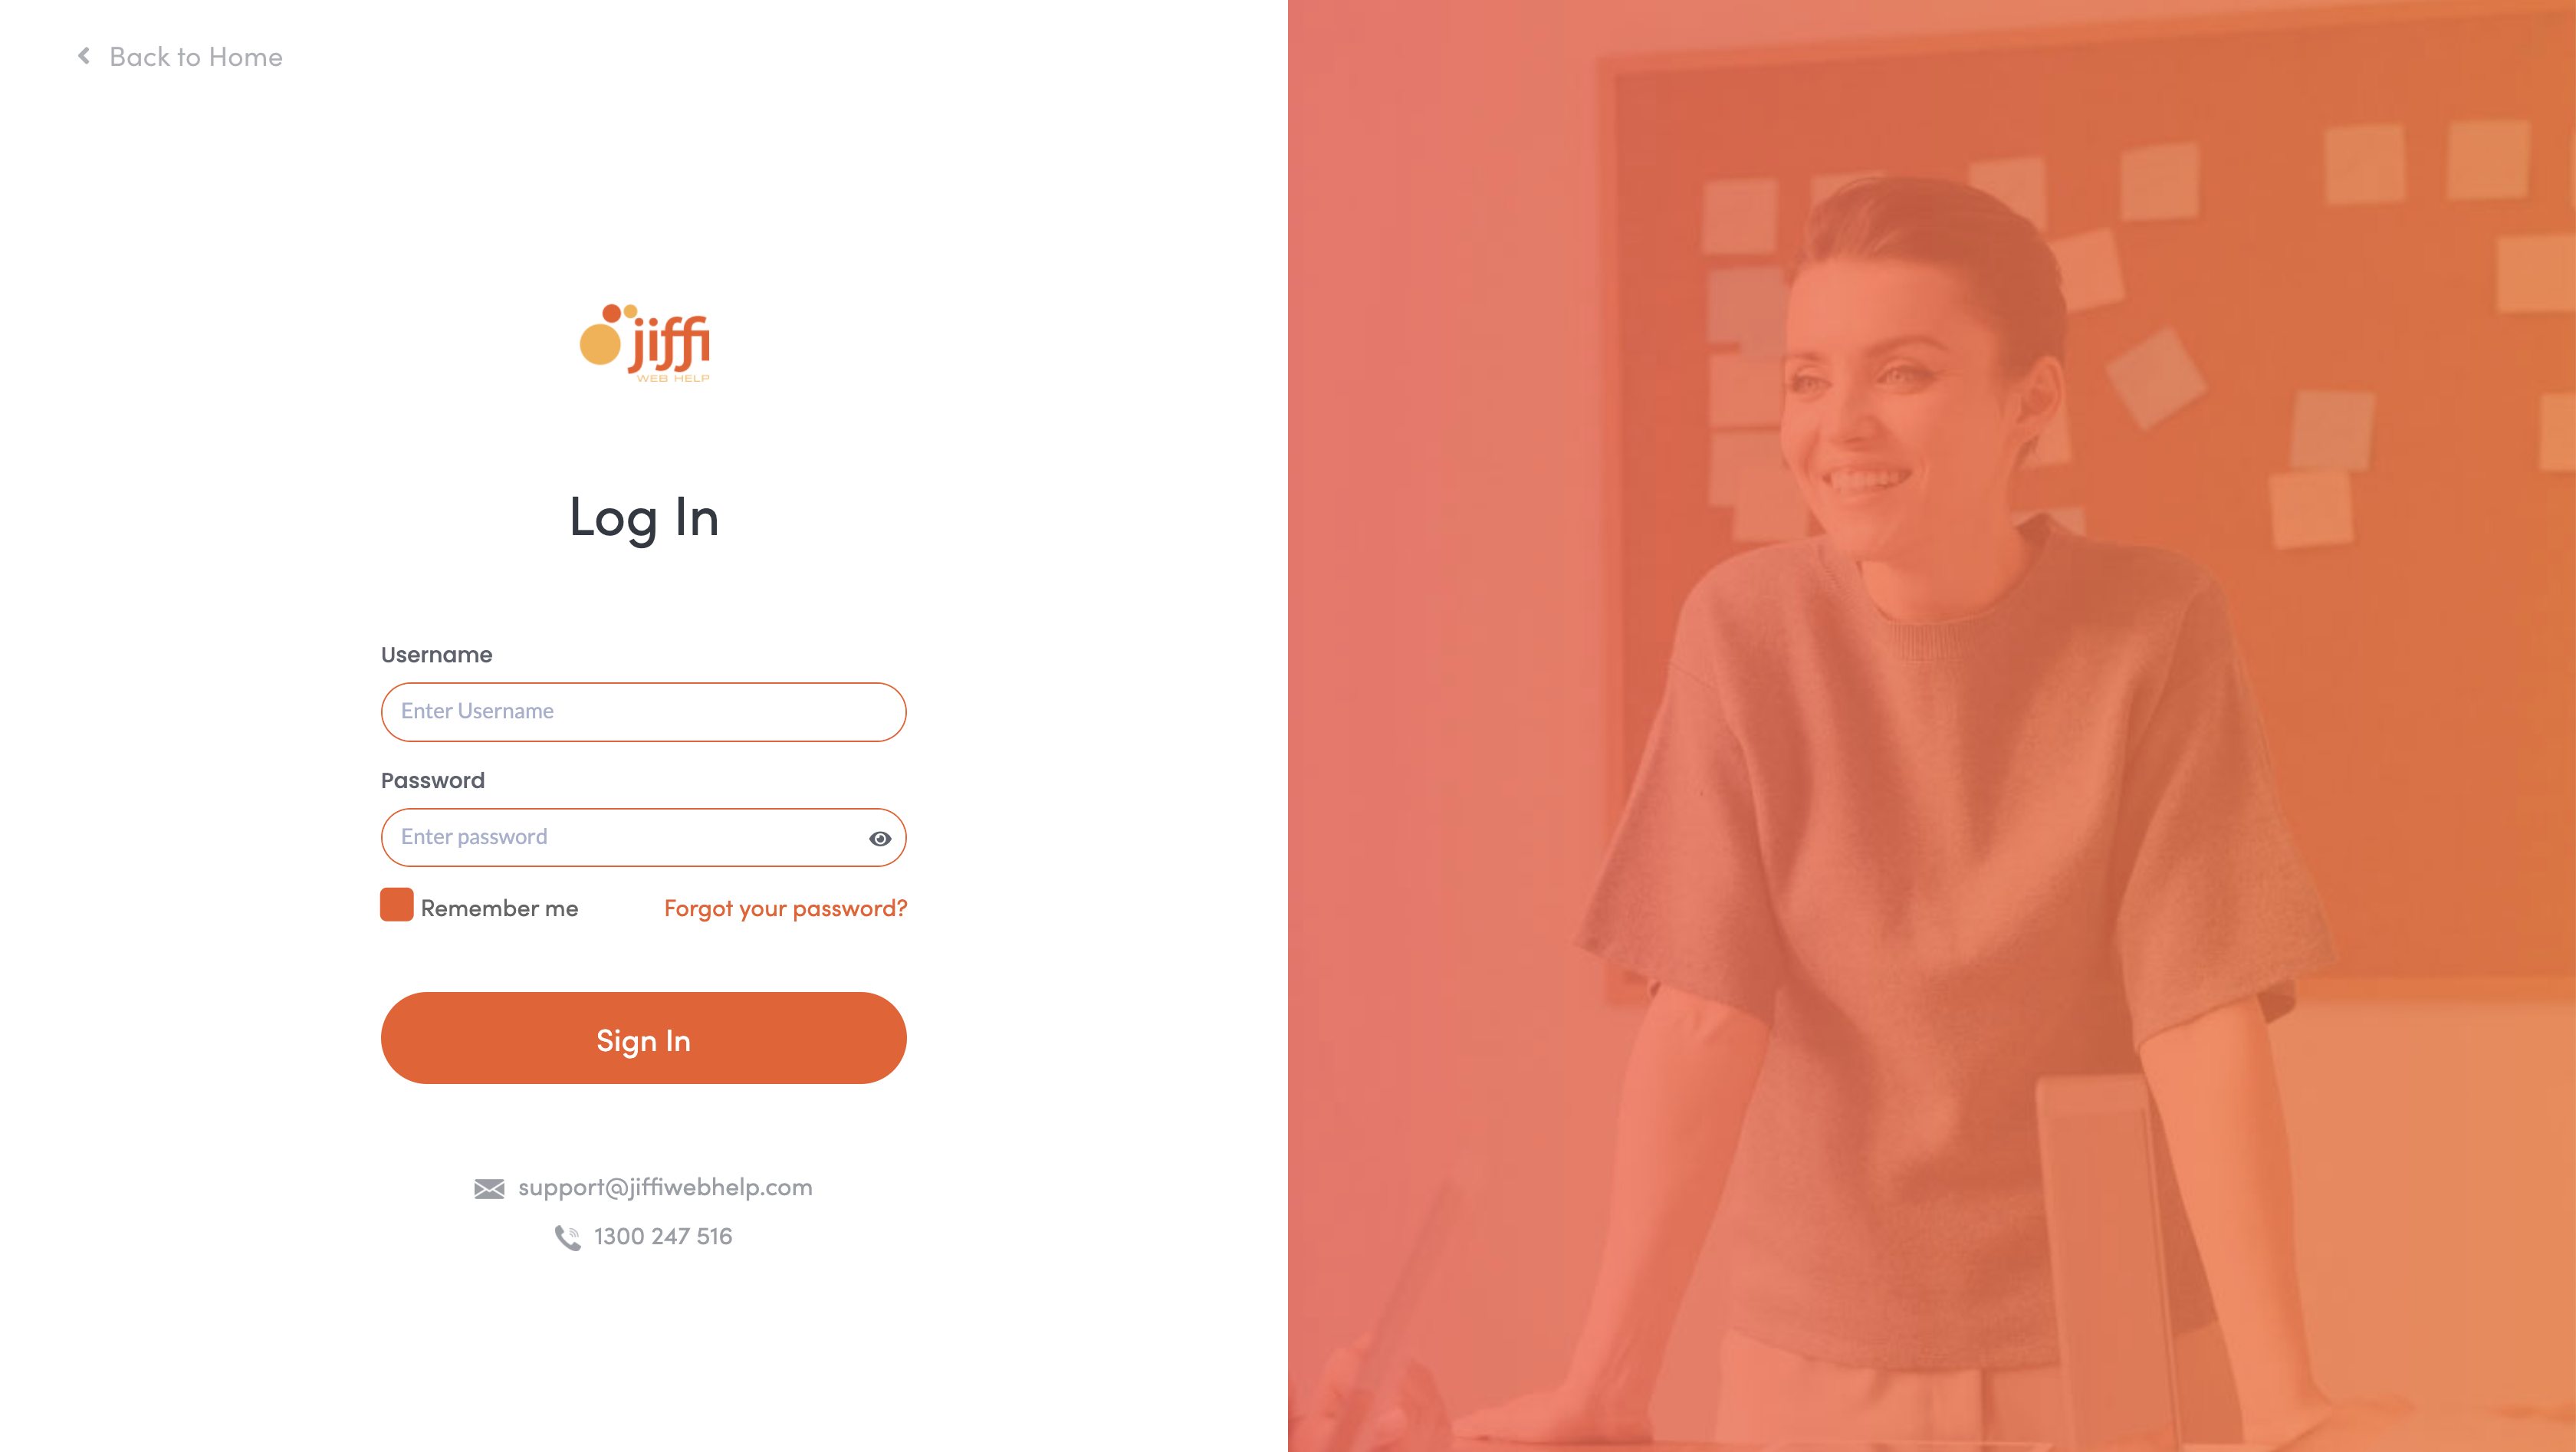 Back to Home
jiffi
WEB HELP
Log In
Username
Enter Username
Password
Enter password
Remember me
Forgot your password?
Sign In
support@jiffiwebhelp.com
1300 247 516